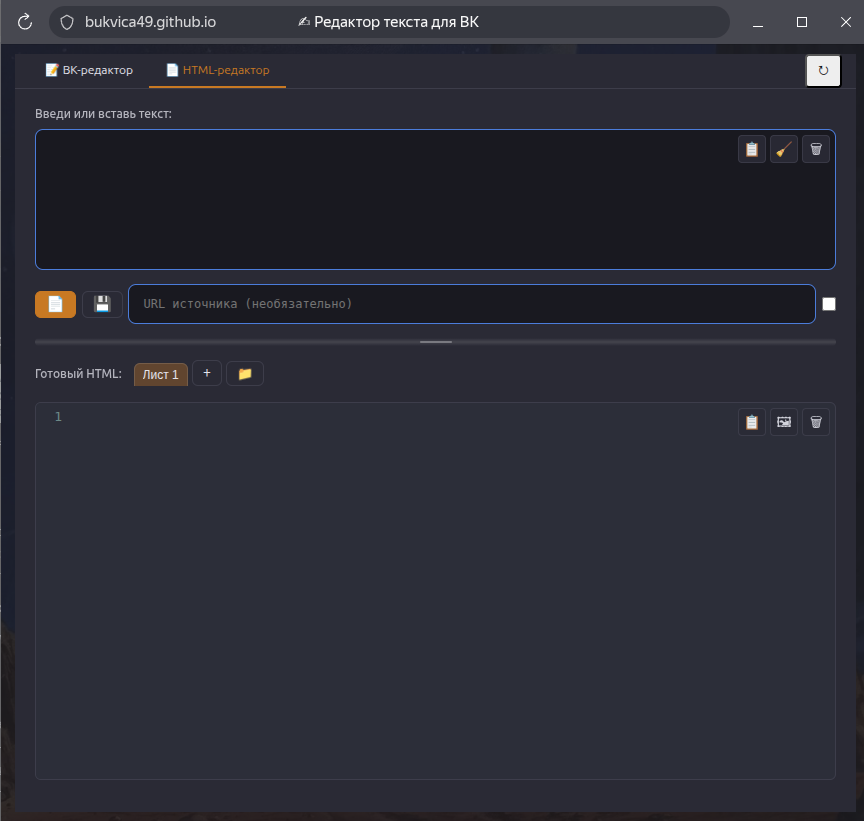 bukvica49.github.io
✍ Редактор текста для ВК
📝 ВК-редактор
📄 HTML-редактор
Введи или вставь текст:
URL источника (необязательно)
Готовый HTML:
Лист 1
+
1